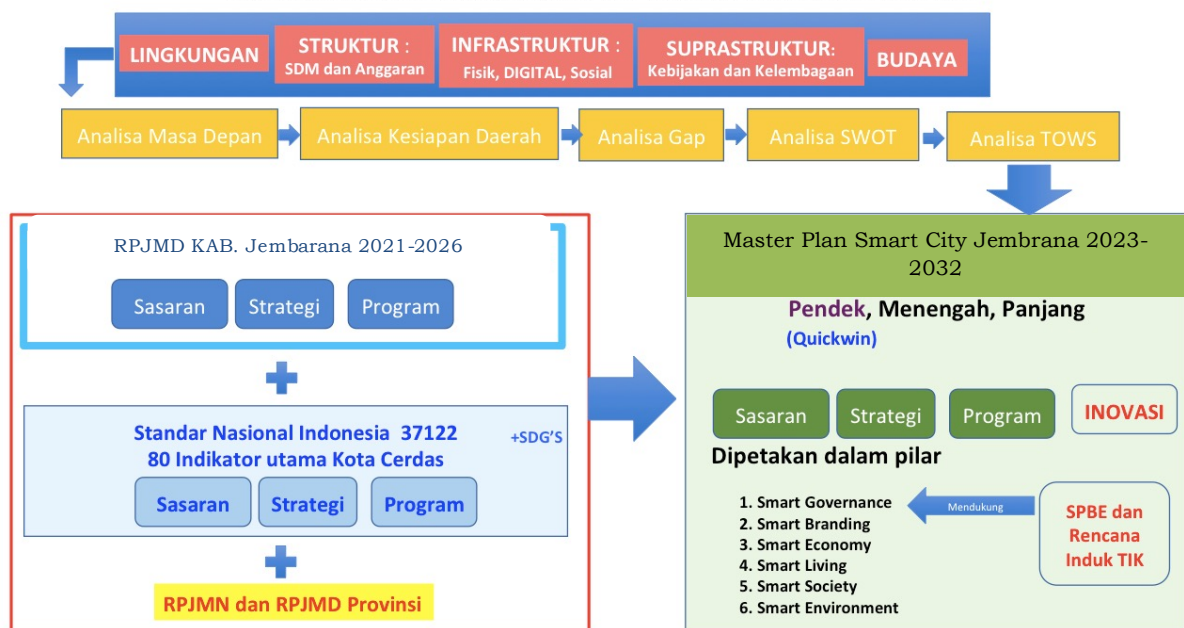 LINGKUNGAN
STRUKTUR :
SDM dan Anggaran
INFRASTRUKTUR :
Fisik, DIGITAL, Sosial
SUPRASTRUKTUR:
Kebijakan dan Kelembagaan
BUDAYA
Analisa Masa Depan
Analisa Kesiapan Daerah
Analisa Gap
Analisa SWOT
Analisa TOWS
RPJMD KAB. Jembarana 2021-2026
Sasaran
Strategi
Program
Standar Nasional Indonesia 37122
+SDG'S
80 Indikator utama Kota Cerdas
Sasaran
Strategi
Program
RPJMN dan RPJMD Provinsi
Master Plan Smart City Jembrana 2023-
2032
Pendek, Menengah, Panjang
(Quickwin)
Sasaran
Strategi
Program
INOVASI
Dipetakan dalam pilar
1. Smart Governance
2. Smart Branding
3. Smart Economy
4. Smart Living
5. Smart Society
6. Smart Environment
Mendukung
SPBE dan
Rencana
Induk TIK